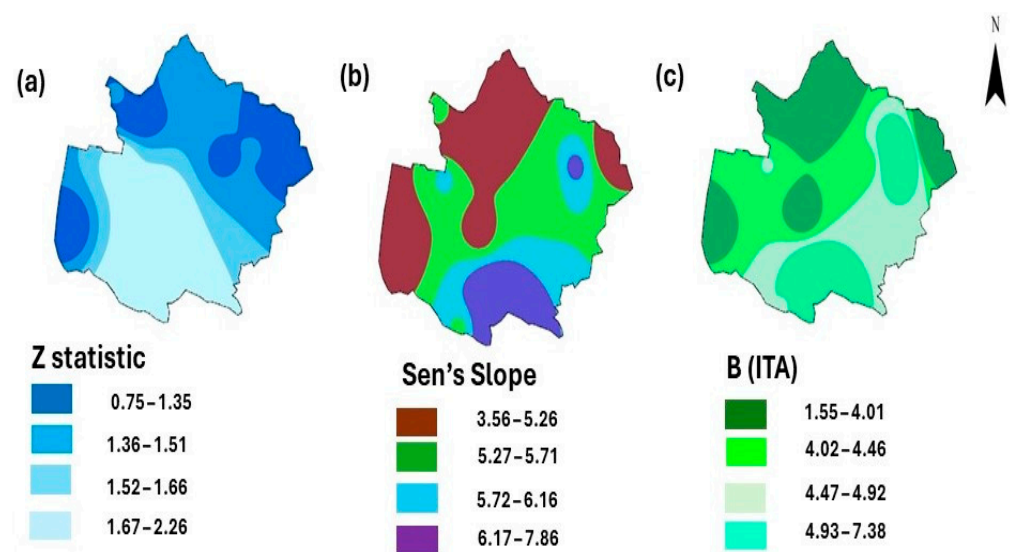 N
(a)
(b)
(c)
Z statistic
0.75–1.35
1.36–1.51
1.52–1.66
1.67–2.26
Sen's Slope
3.56–5.26
5.27–5.71
5.72–6.16
6.17–7.86
B (ITA)
1.55–4.01
4.02–4.46
4.47–4.92
4.93–7.38